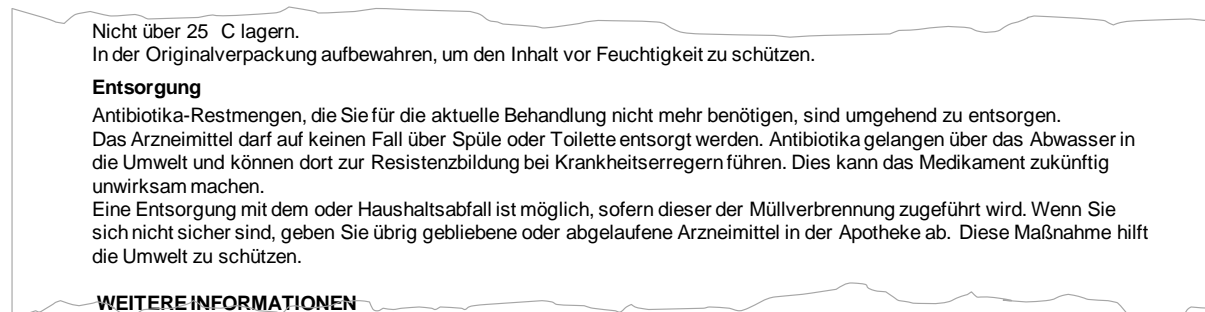 Nicht über 25 C lagern.
In der Originalverpackung aufbewahren, um den Inhalt vor Feuchtigkeit zu schützen.
Entsorgung
Antibiotika-Restmengen, die Sie für die aktuelle Behandlung nicht mehr benötigen, sind umgehend zu entsorgen.
Das Arzneimittel darf auf keinen Fall über Spüle oder Toilette entsorgt werden. Antibiotika gelangen über das Abwasser in
die Umwelt und können dort zur Resistenzbildung bei Krankheitserregern führen. Dies kann das Medikament zukünftig
unwirksam machen.
Eine Entsorgung mit dem oder Haushaltsabfall ist möglich, sofern dieser der Müllverbrennung zugeführt wird. Wenn Sie
sich nicht sicher sind, geben Sie übrig gebliebene oder abgelaufene Arzneimittel in der Apotheke ab. Diese Maßnahme hilft
die Umwelt zu schützen.
WEITERE INFORMATIONEN